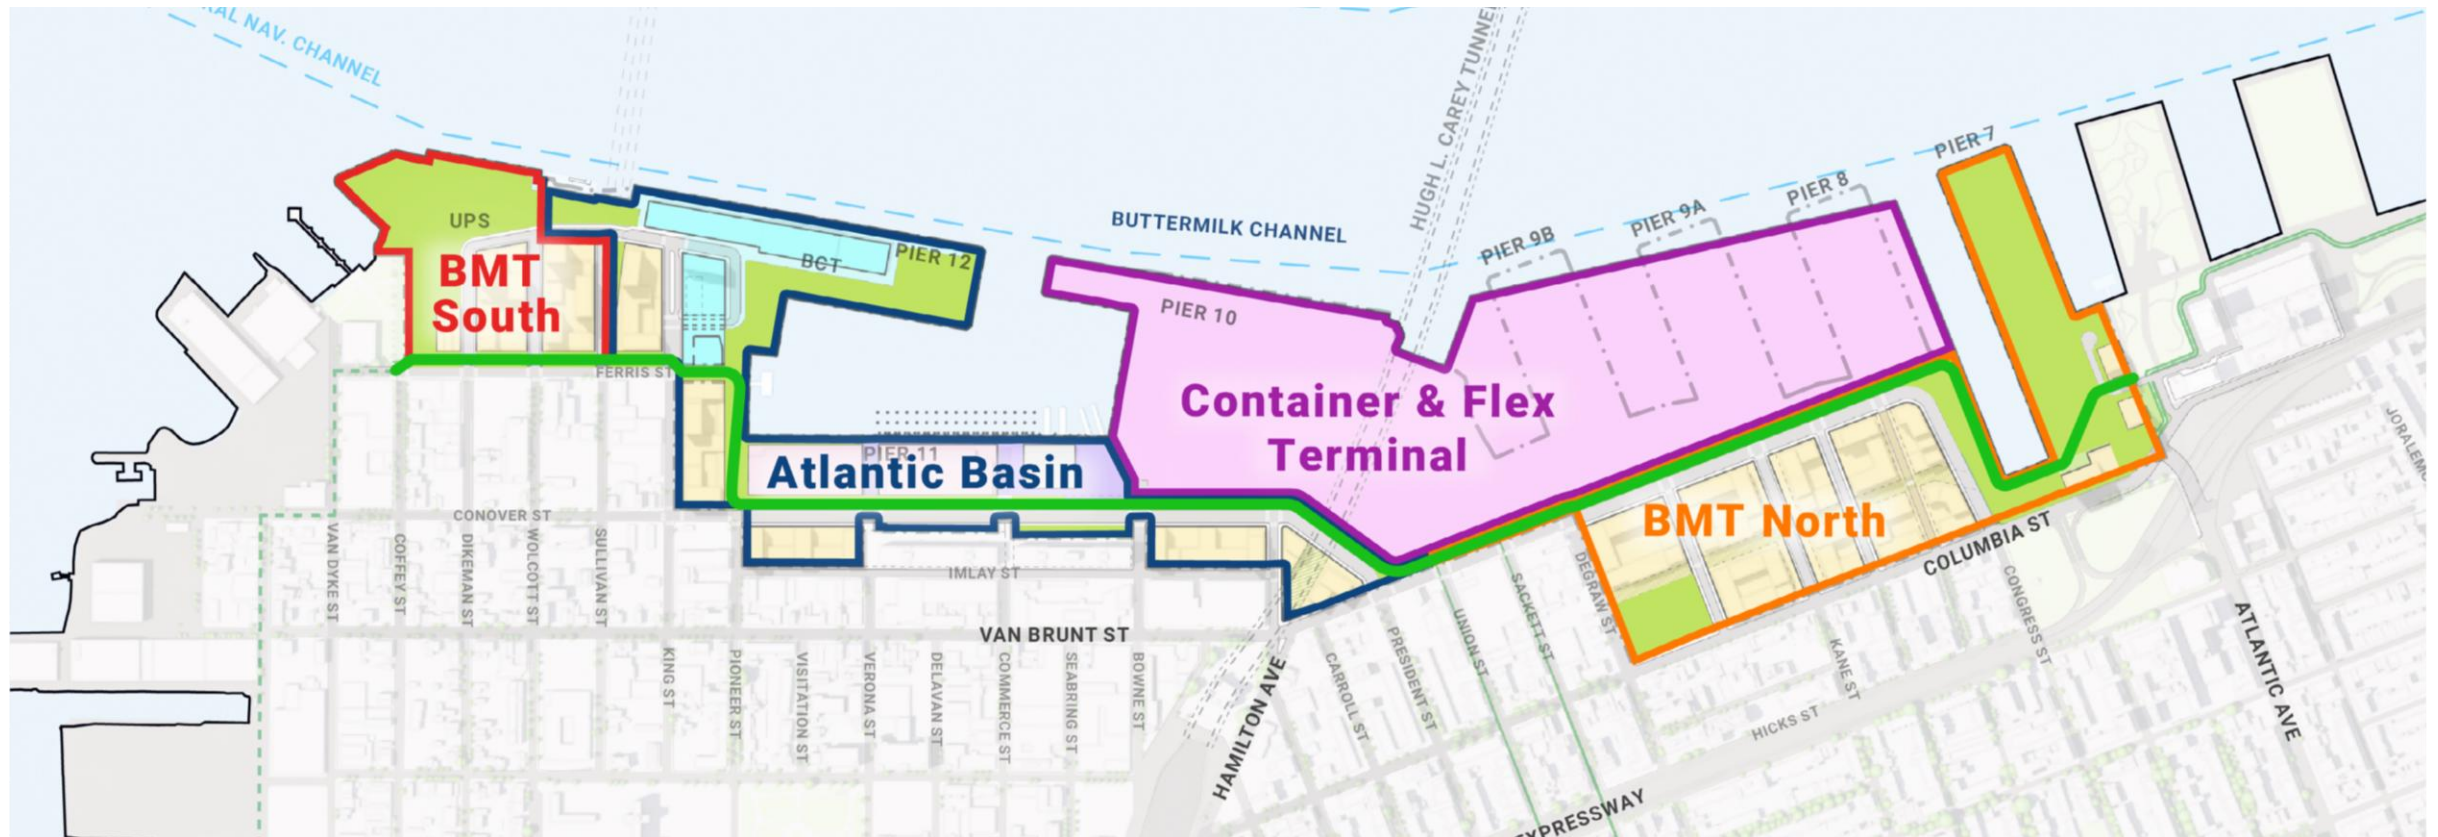 NAV. CHANNEL
HUGH L. CAREY TUNNEL
BUTTERMILK CHANNEL
PIER 7
PIER 8
PIER 9A
PIER 9B
UPS
BMT
South
BCT
PIER 12
PIER 10
Container & Flex
Terminal
FERRIS ST
PIER 11
Atlantic Basin
BMT North
CONOVER ST
VAN DYKE ST
COFFEY ST
DIKEMAN ST
WOLCOTT ST
SULLIVAN ST
IMLAY ST
VAN BRUNT ST
KING ST
PIONEER ST
VISITATION ST
VERONA ST
DELAVAN ST
COMMERCE ST
SEABRING ST
BOWNE ST
HAMILTON AVE
CARROLL ST
PRESIDENT ST
UNION ST
SACKETT ST
DEGRAW ST
KANE ST
CONGRESS ST
COLUMBIA ST
HICKS ST
EXPRESSWAY
ATLANTIC AVE
JORALEM